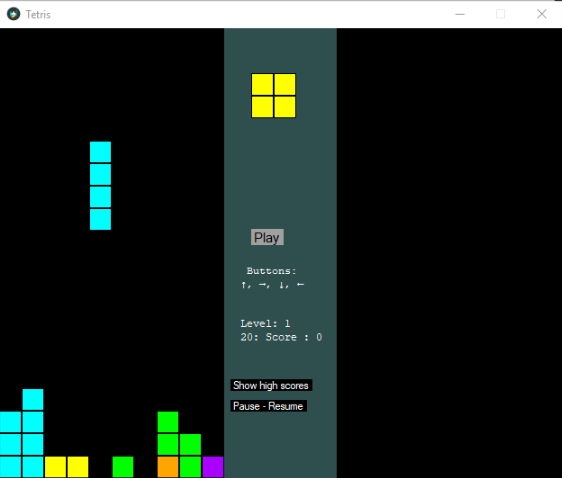 Tetris
Play
Buttons:
↑, →, ↓, ←
Level: 1
20: Score : 0
Show high scores
Pause - Resume